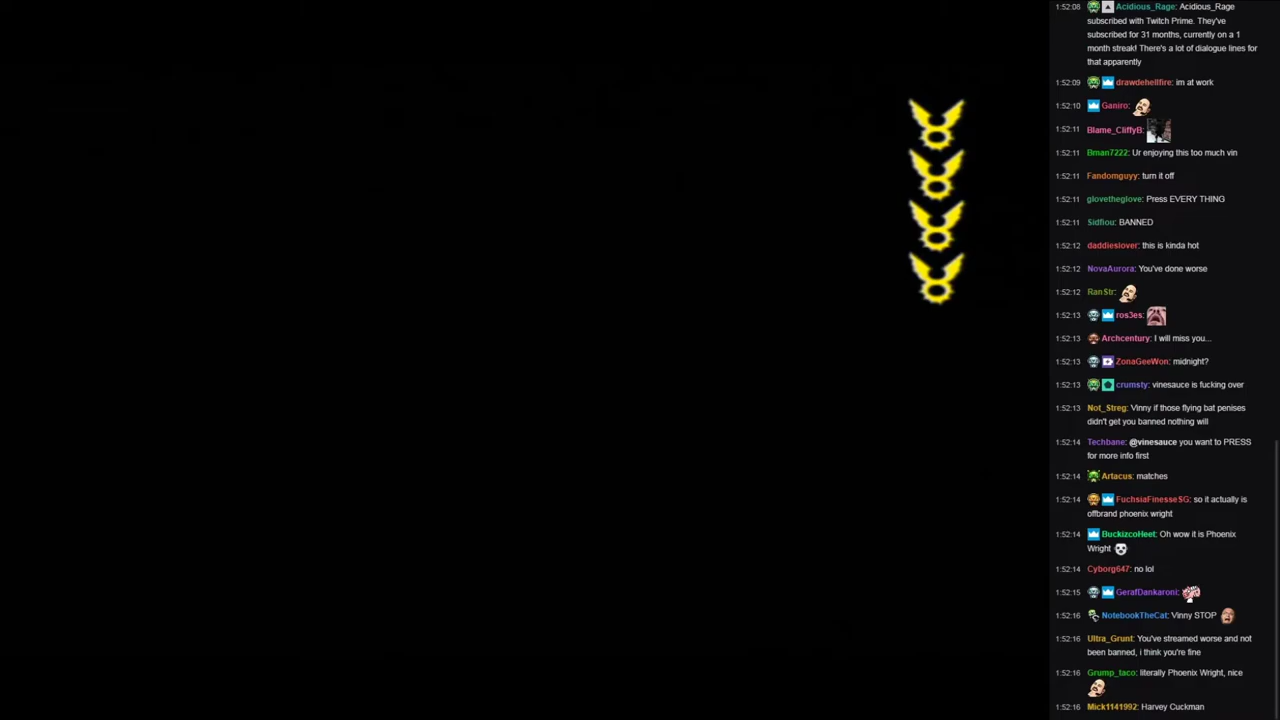 1:52:08 Acidious_Rage: Acidious_Rage
subscribed with Twitch Prime. They've
subscribed for 31 months, currently on a 1
month streak! There's a lot of dialogue lines for
that apparently
1:52:09 drawdehellfire: im at work
1:52:10 Ganiro:
1:52:11 Blame_CliffyB:
1:52:11 Bman7222: Ur enjoying this too much vin
1:52:11 Fandomguyy: turn it off
1:52:11 glovetheglove: Press EVERY THING
1:52:11 Sidfiou: BANNED
1:52:12 daddieslover: this is kinda hot
1:52:12 NovaAurora: You've done worse
1:52:12 RanStr:
1:52:13 ros3es:
1:52:13 Archcentury: I will miss you...
1:52:13 ZonaGeeWon: midnight?
1:52:13 crumsty: vinesauce is fucking over
1:52:13 Not_Streg: Vinny if those flying bat penises
didn't get you banned nothing will
1:52:14 Techbane: @vinesauce you want to PRESS
for more info first
1:52:14 Artacus: matches
1:52:14 FuchsiaFinesseSG: so it actually is
offbrand phoenix wright
1:52:14 BuckizcoHeet: Oh wow it is Phoenix
Wright
1:52:14 Cyborg647: no lol
1:52:15 GerafDankaroni:
1:52:16 NotebookTheCat: Vinny STOP
1:52:16 Ultra_Grunt: You've streamed worse and not
been banned, i think you're fine
1:52:16 Grump_taco: literally Phoenix Wright, nice
1:52:16 Mick1141992: Harvey Cuckman